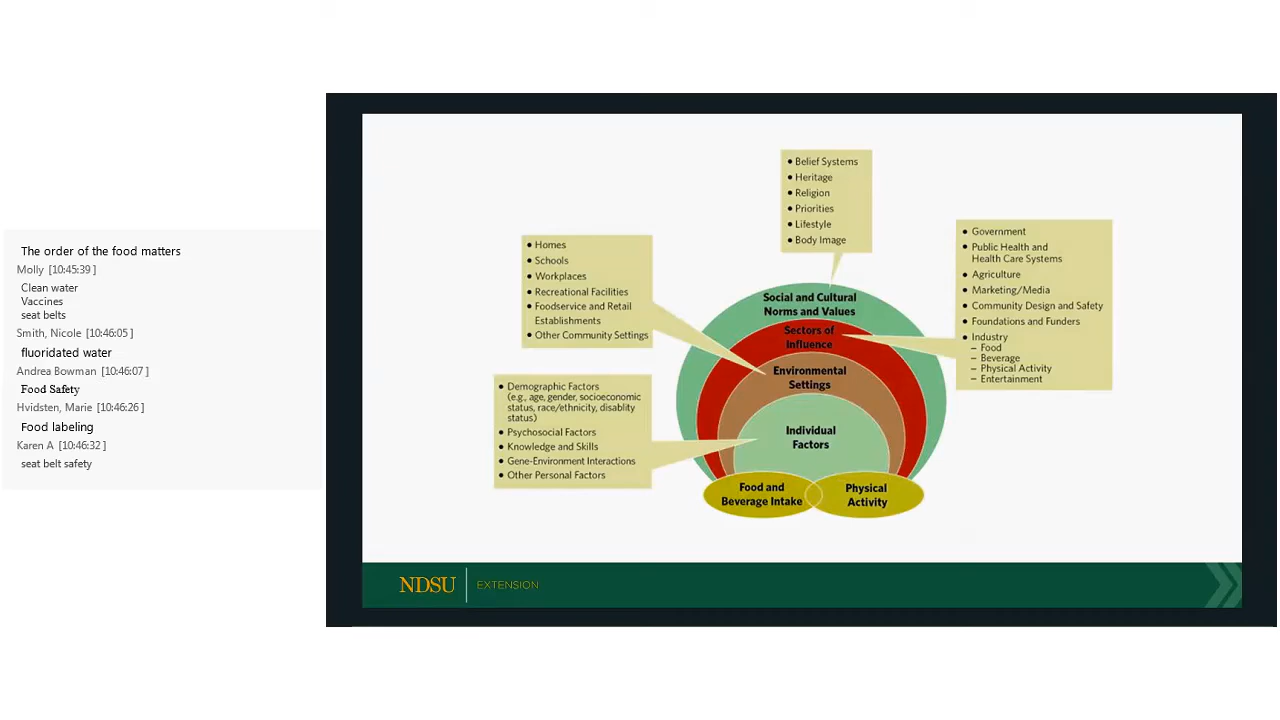 The order of the food matters
Molly [10:45:39 ]
Clean water
Vaccines
seat belts
Smith, Nicole [10:46:05 ]
fluoridated water
Andrea Bowman [10:46:07 ]
Food Safety
Hvidsten, Marie [10:46:26 ]
Food labeling
Karen A [10:46:32 ]
seat belt safety
• Belief Systems
• Heritage
• Religion
• Priorities
• Lifestyle
• Body Image
• Homes
• Schools
• Workplaces
• Recreational Facilities
• Foodservice and Retail
Establishments
• Other Community Settings
• Government
• Public Health and
Health Care Systems
• Agriculture
• Marketing/Media
• Community Design and Safety
• Foundations and Funders
• Industry
– Food
– Beverage
– Physical Activity
– Entertainment
• Demographic Factors
(e.g., age, gender, socioeconomic
status, race/ethnicity, disablity
status)
• Psychosocial Factors
• Knowledge and Skills
• Gene-Environment Interactions
• Other Personal Factors
Social and Cultural
Norms and Values
Sectors of
Influence
Environmental
Settings
Individual
Factors
Food and
Beverage Intake
Physical
Activity
NDSU EXTENSION